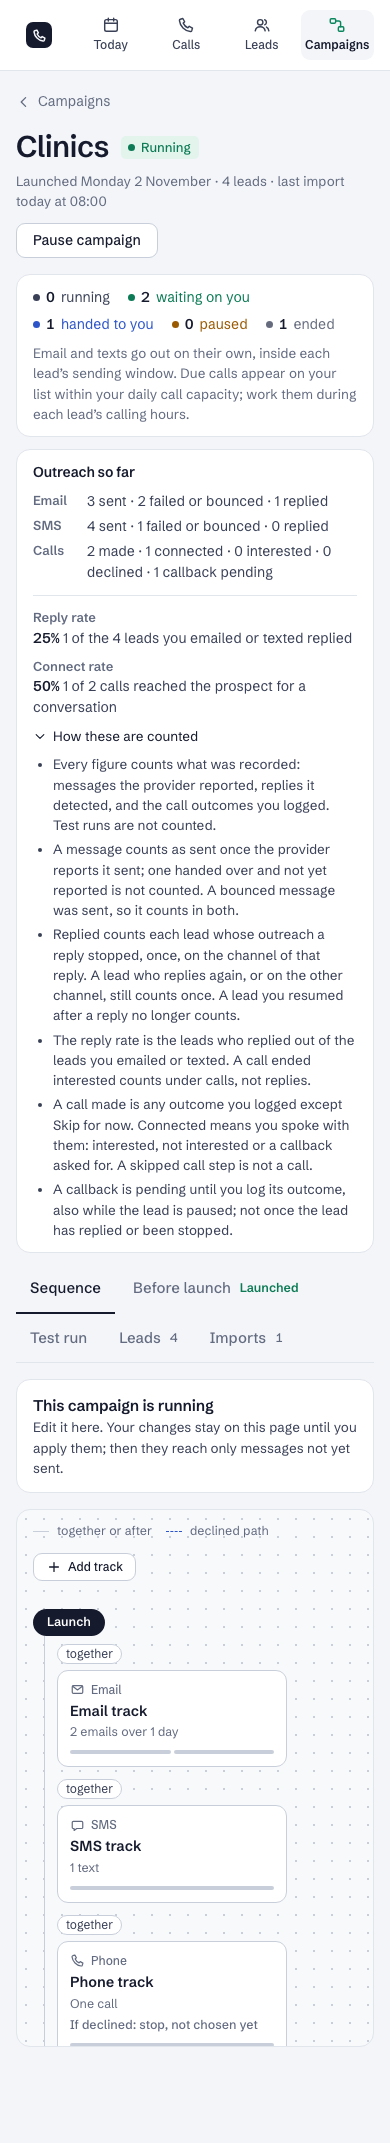 Today
Calls
Leads
Campaigns
Campaigns
Clinics
Running
Launched Monday 2 November · 4 leads · last import
today at 08:00
Pause campaign
0 running 2 waiting on you
1 handed to you 0 paused 1 ended
Email and texts go out on their own, inside each
lead’s sending window. Due calls appear on your
list within your daily call capacity; work them during
each lead’s calling hours.
Outreach so far
Email 3 sent · 2 failed or bounced · 1 replied
SMS 4 sent · 1 failed or bounced · 0 replied
Calls 2 made · 1 connected · 0 interested · 0
declined · 1 callback pending
Reply rate
25% 1 of the 4 leads you emailed or texted replied
Connect rate
50% 1 of 2 calls reached the prospect for a
conversation
How these are counted
• Every figure counts what was recorded:
messages the provider reported, replies it
detected, and the call outcomes you logged.
Test runs are not counted.
• A message counts as sent once the provider
reports it sent; one handed over and not yet
reported is not counted. A bounced message
was sent, so it counts in both.
• Replied counts each lead whose outreach a
reply stopped, once, on the channel of that
reply. A lead who replies again, or on the other
channel, still counts once. A lead you resumed
after a reply no longer counts.
• The reply rate is the leads who replied out of the
leads you emailed or texted. A call ended
interested counts under calls, not replies.
• A call made is any outcome you logged except
Skip for now. Connected means you spoke with
them: interested, not interested or a callback
asked for. A skipped call step is not a call.
• A callback is pending until you log its outcome,
also while the lead is paused; not once the lead
has replied or been stopped.
Sequence
Before launch Launched
Test run
Leads 4
Imports 1
This campaign is running
Edit it here. Your changes stay on this page until you
apply them; then they reach only messages not yet
sent.
together or after declined path
Add track
Launch
together
Email
Email track
2 emails over 1 day
together
SMS
SMS track
1 text
together
Phone
Phone track
One call
If declined: stop, not chosen yet